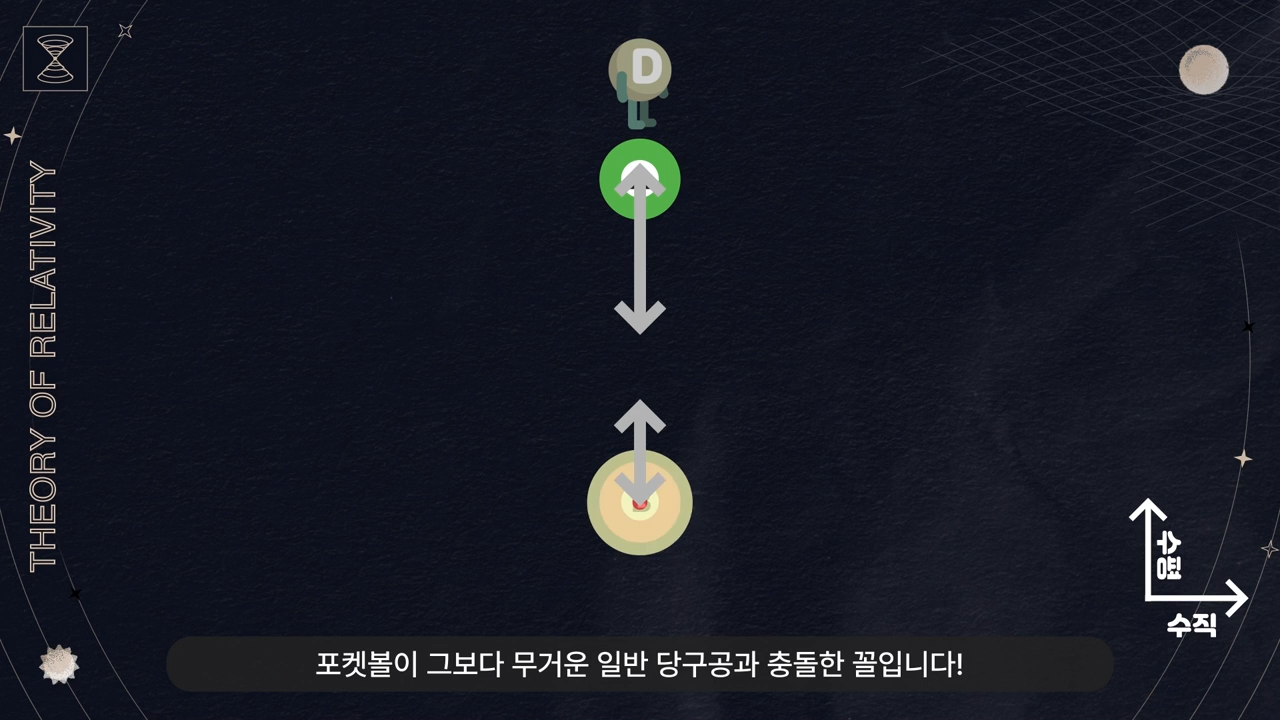 THEORY OF RELATIVITY
D
수평
수직
포켓볼이 그보다 무거운 일반 당구공과 충돌한 꼴입니다!